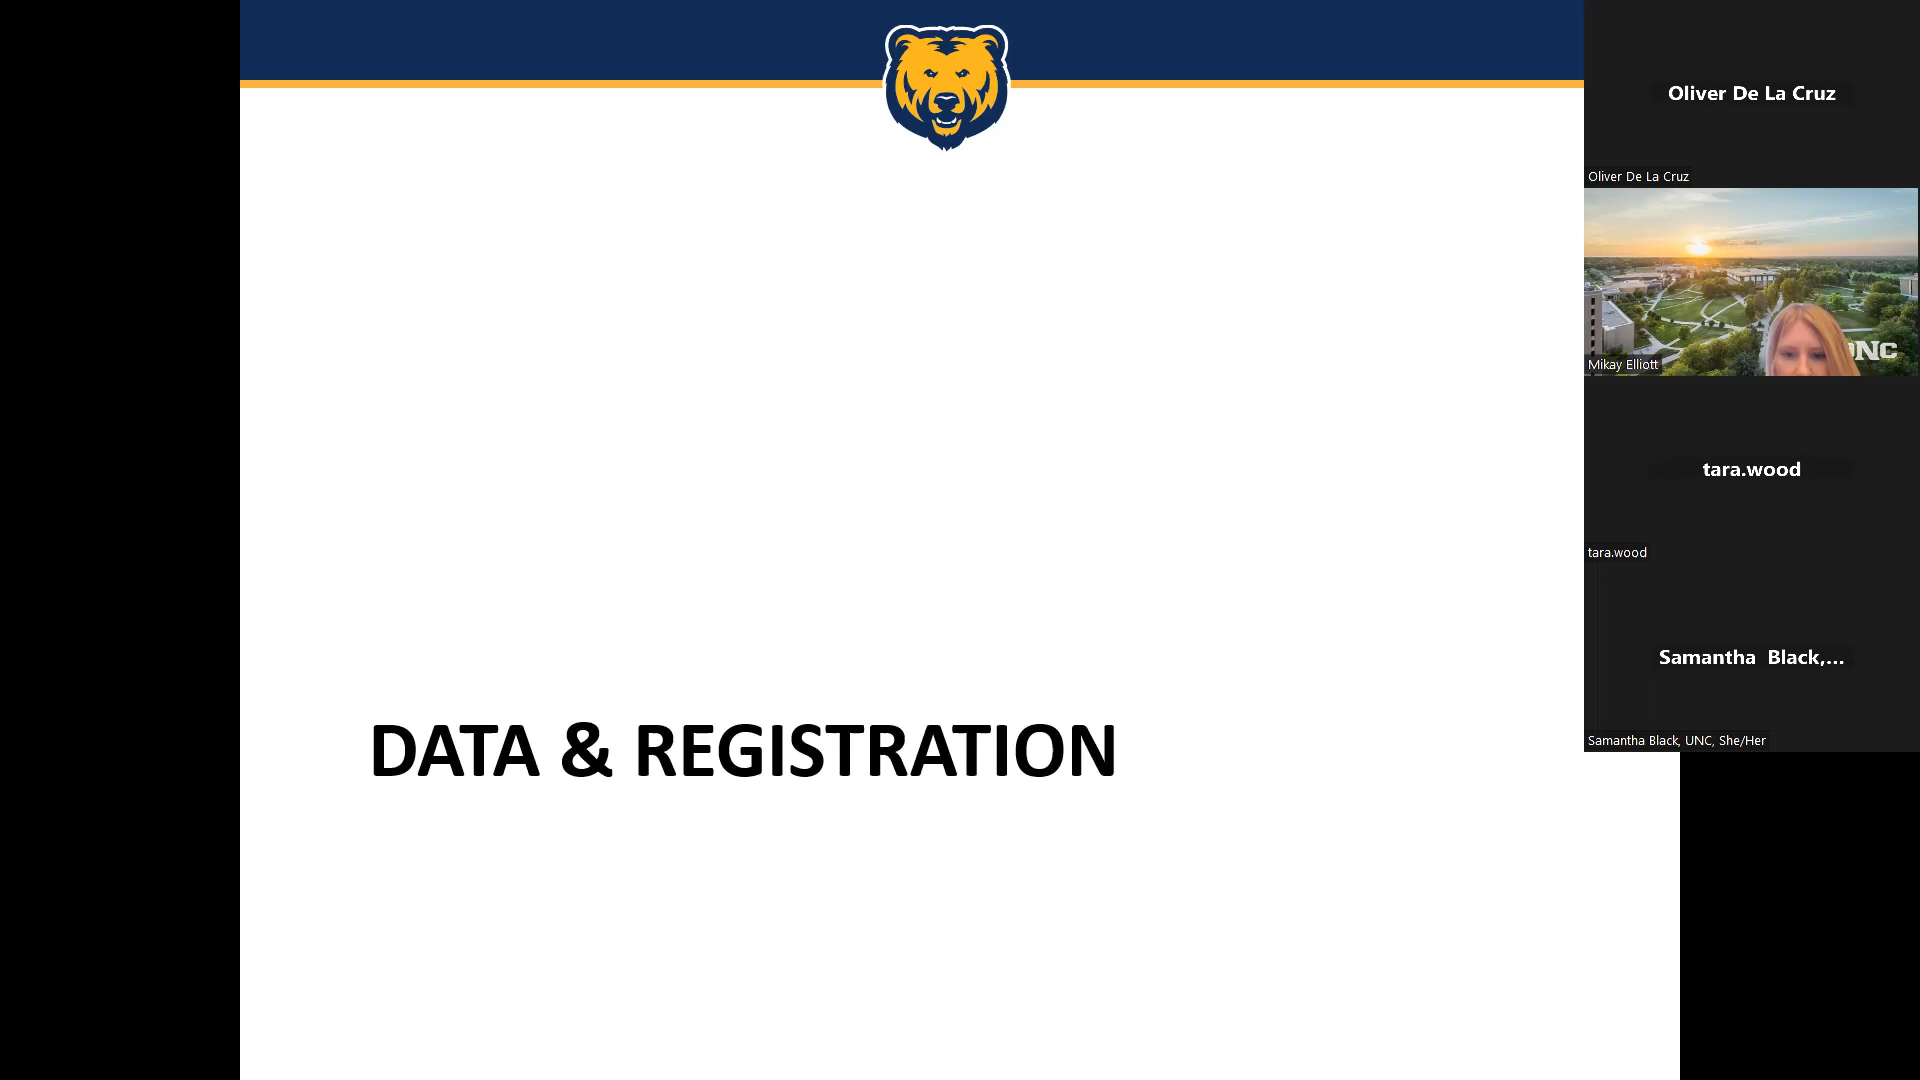 DATA & REGISTRATION
Oliver De La Cruz
Oliver De La Cruz
UNC
Mikay Elliott
tara.wood
tara.wood
Samantha Black,...
Samantha Black, UNC, She/Her